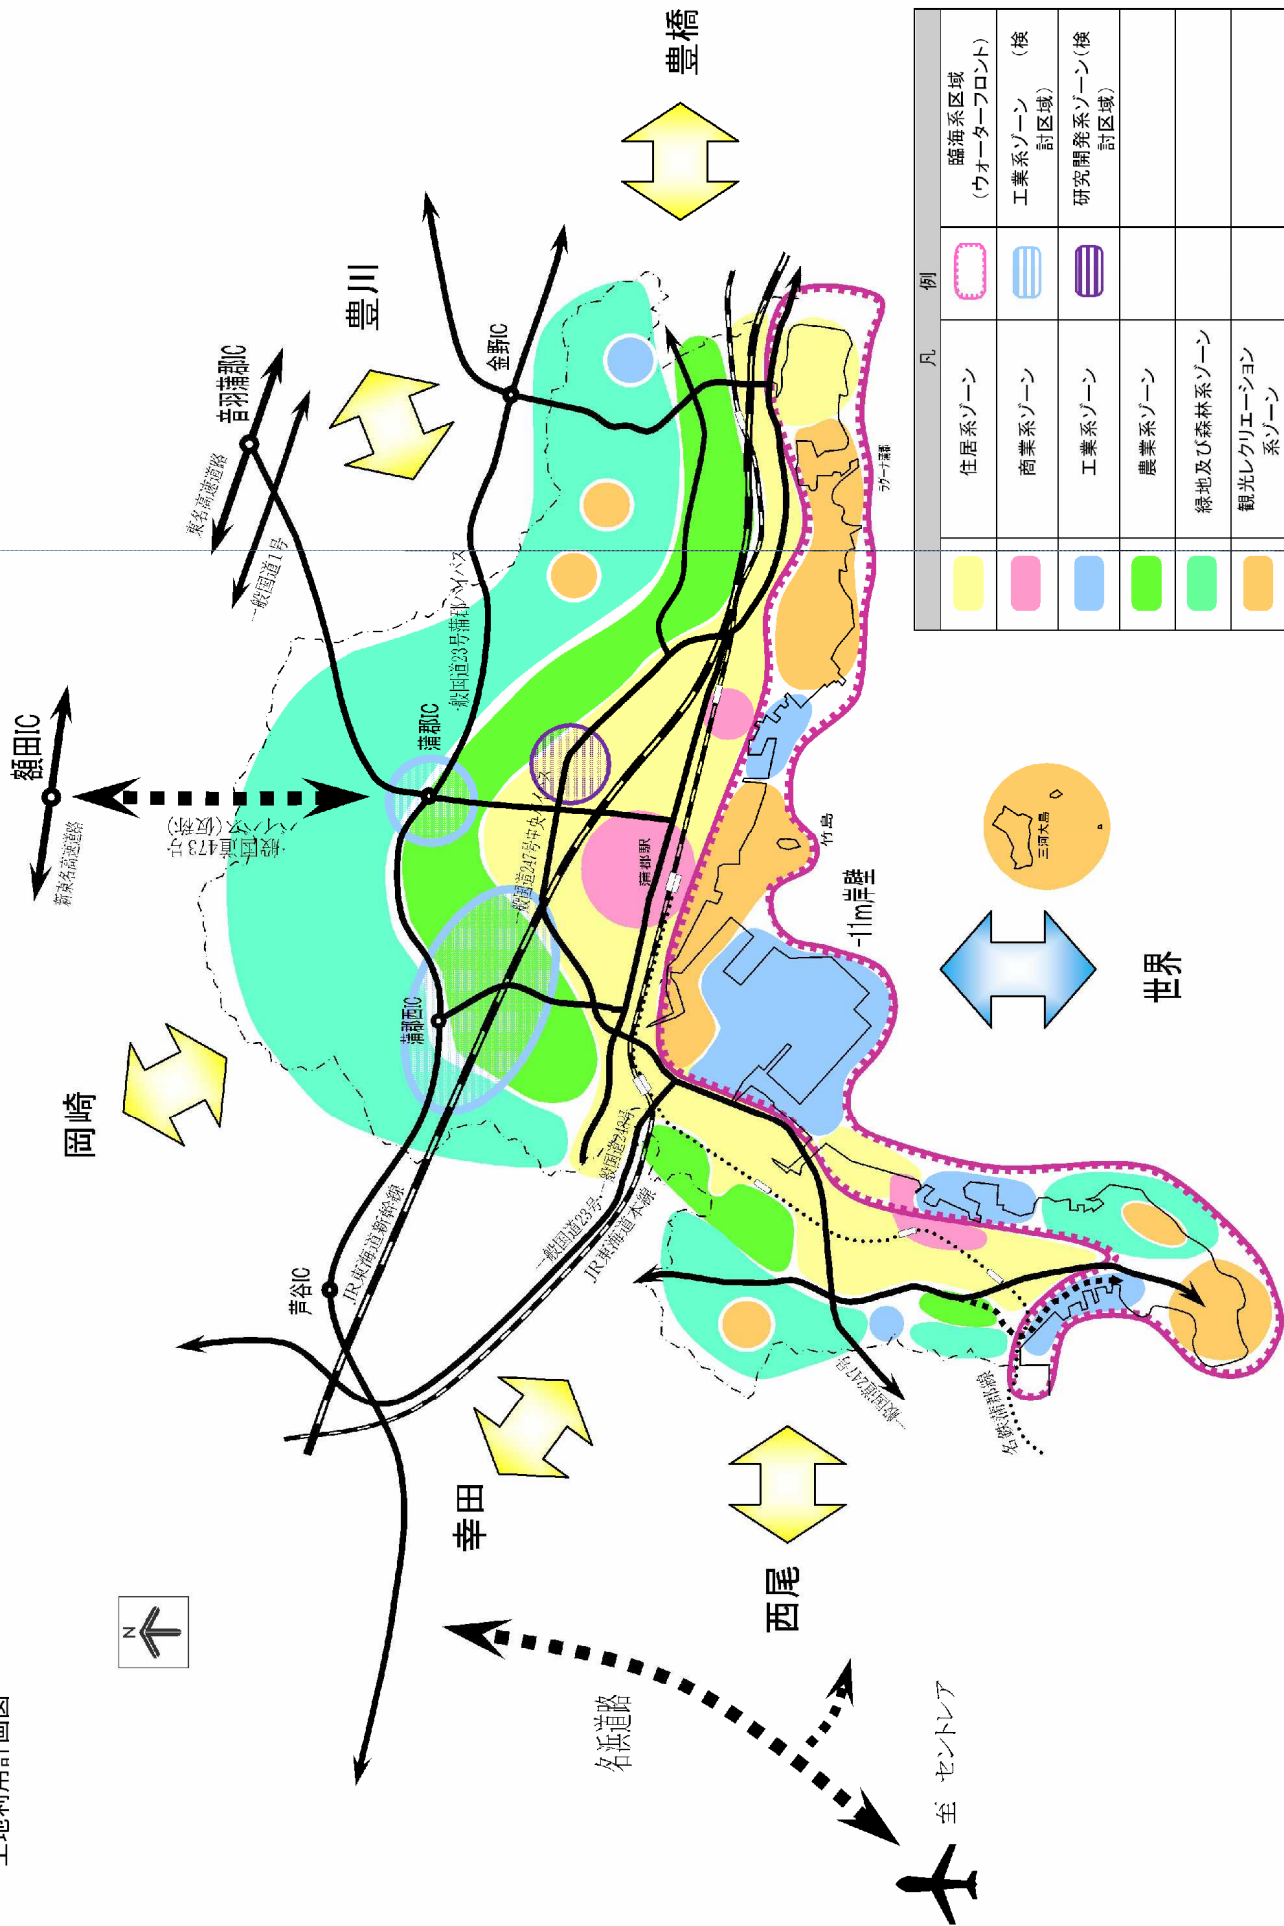 土地利用計画図
N
額田IC
新東名高速道路
一般国道473号
バイパス(仮称)
音羽蒲郡IC
東名高速道路
一般国道1号
豊川
豊橋
岡崎
幸田
西尾
世界
金野IC
蒲郡IC
蒲郡西IC
芦谷IC
一般国道23号蒲郡バイパス
一般国道247号中央バイパス
JR東海道新幹線
一般国道23号
一般国道248号
JR東海道本線
一般国道247号
名鉄蒲郡線
蒲郡駅
竹島
-11m岸壁
ラグーナ蒲郡
三河大島
名浜道路
至 セントレア
凡 例
住居系ゾーン
臨海系区域
(ウォーターフロント)
商業系ゾーン
工業系ゾーン (検
討区域)
工業系ゾーン
研究開発系ゾーン(検
討区域)
農業系ゾーン
緑地及び森林系ゾーン
観光レクリエーション
系ゾーン